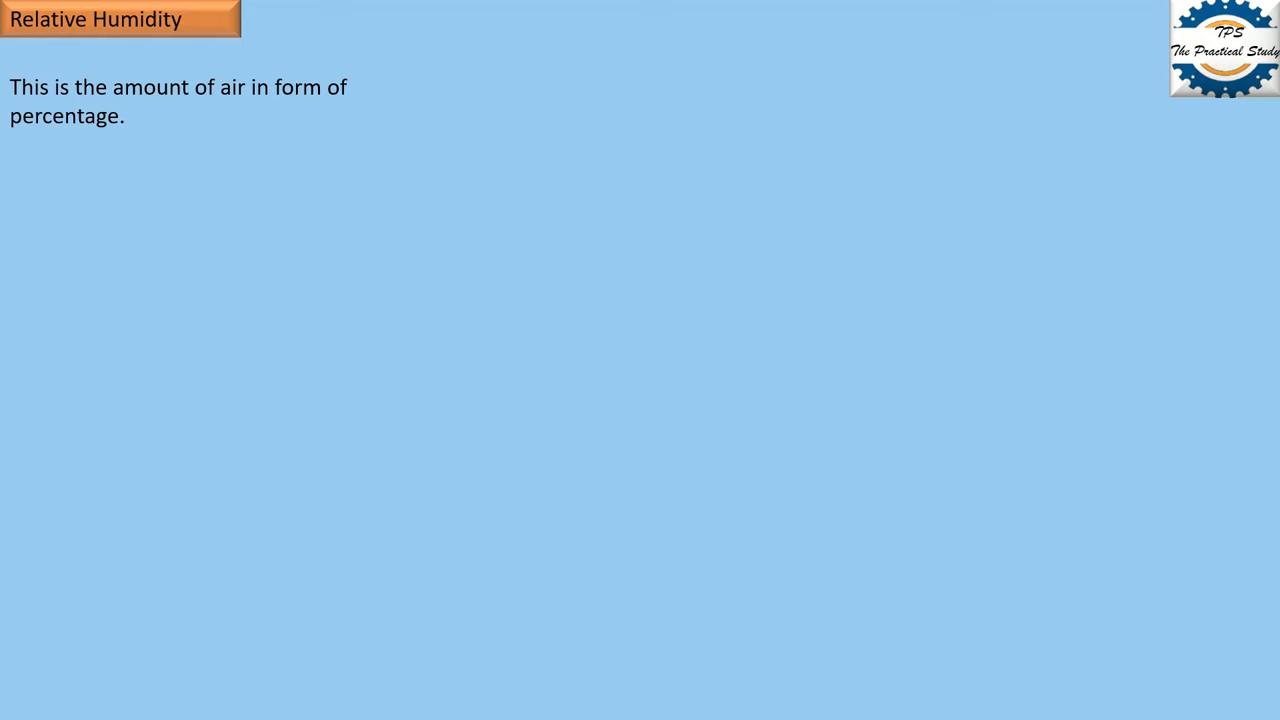 Relative Humidity
TPS
The Practical Study
This is the amount of air in form of
percentage.